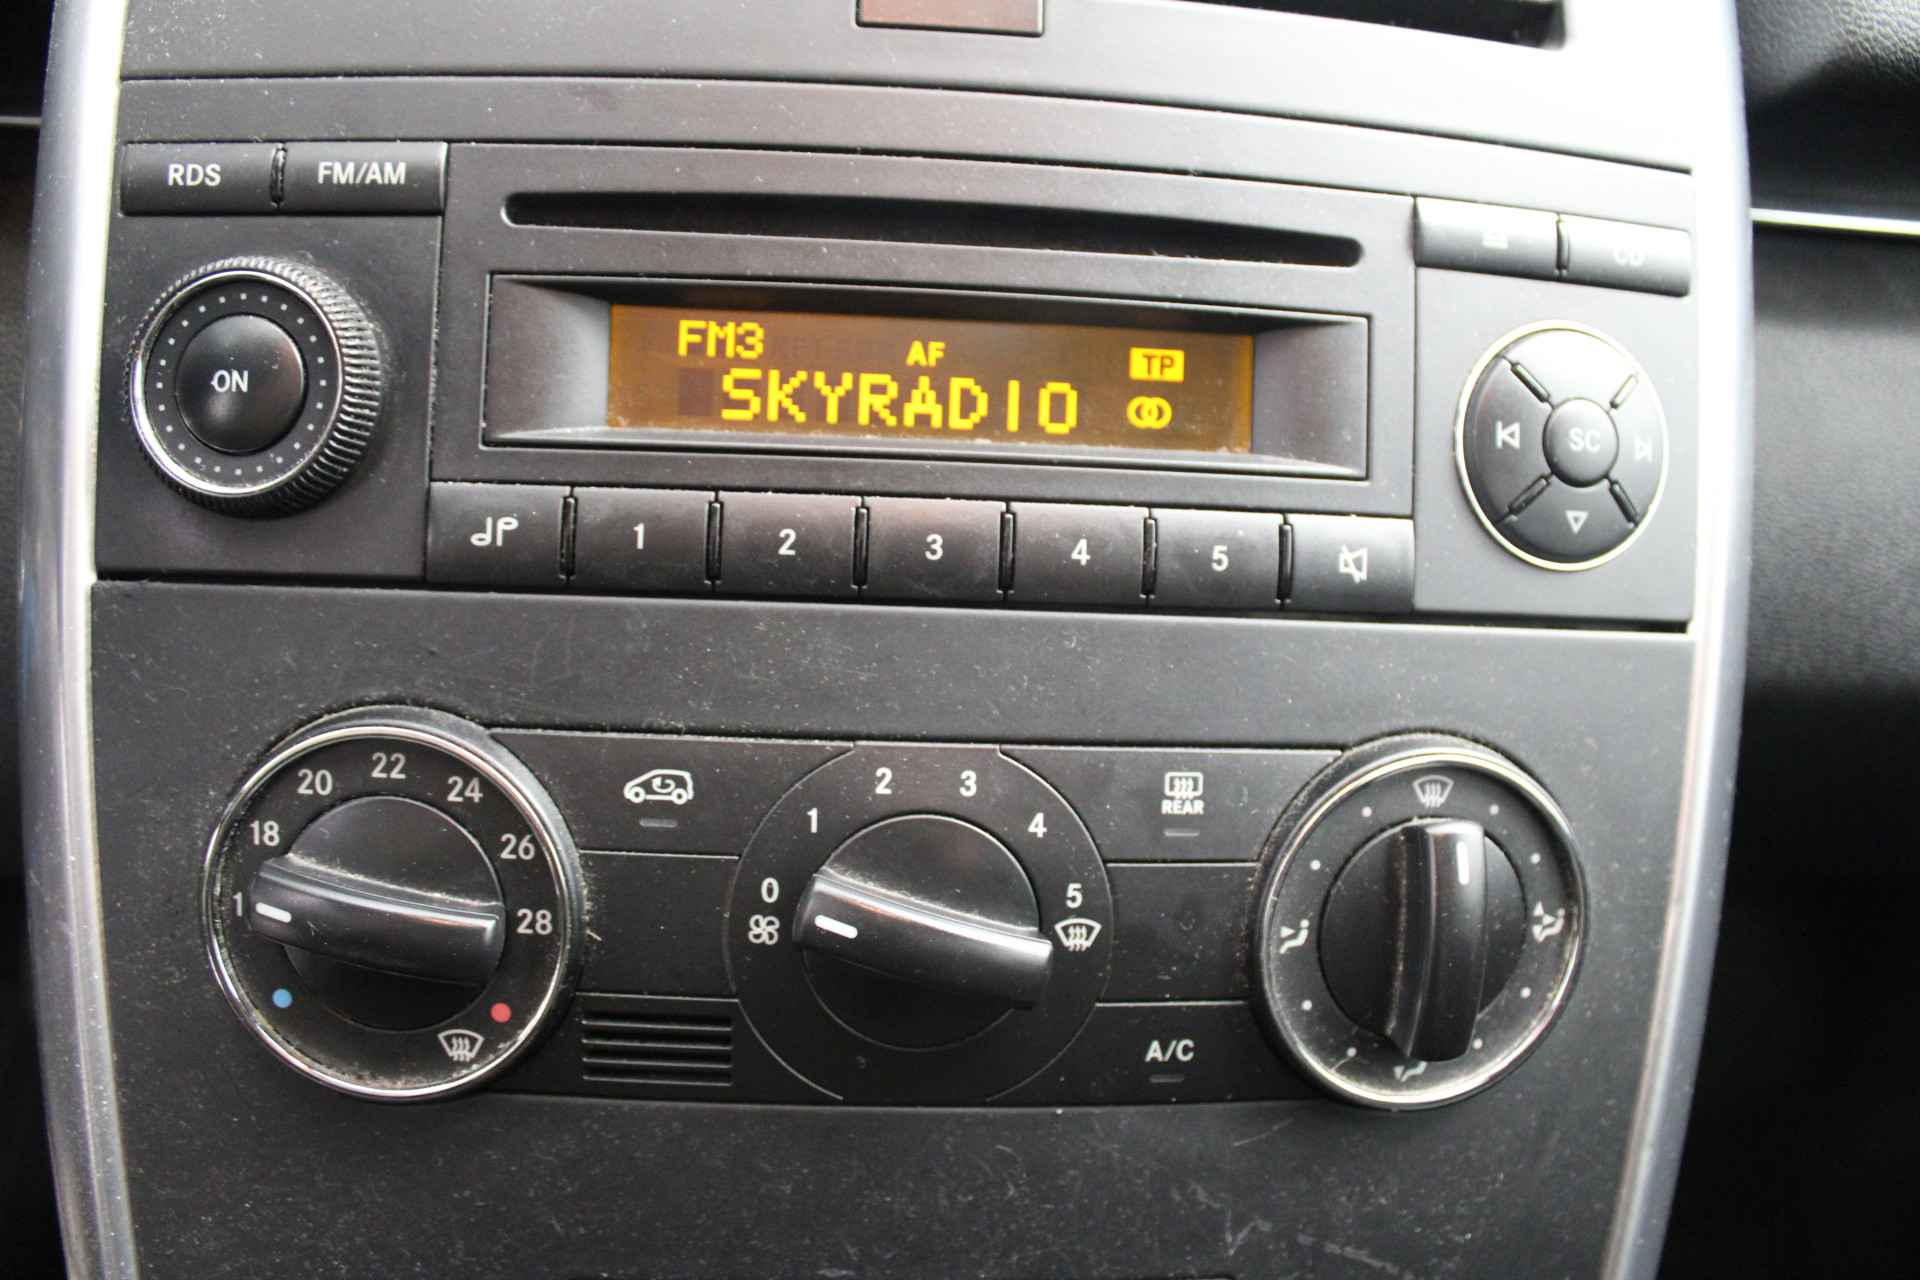 RDS FM/AM
CD
ON
FM3 AF TP
SKYRADIO
SC
1 2 3 4 5
18 20 22 24 26 28
1
0 1 2 3 4 5
REAR
A/C